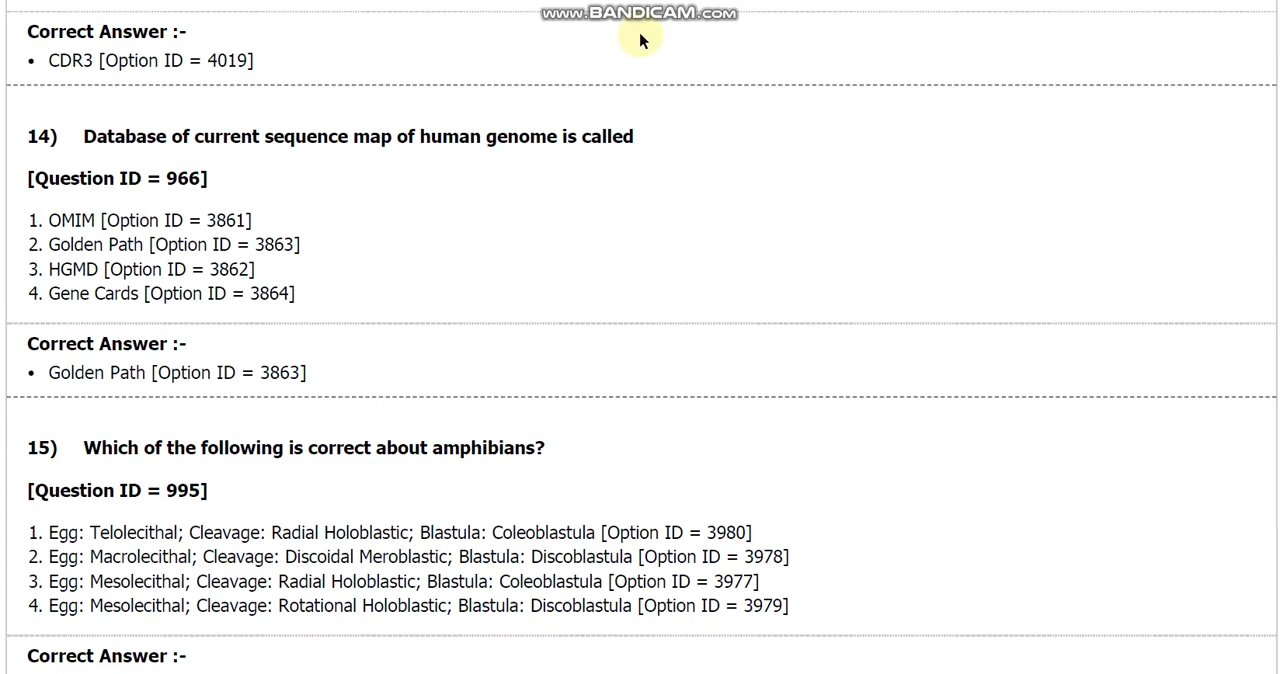 www.BANDICAM.com
Correct Answer :-
• CDR3 [Option ID = 4019]
14) Database of current sequence map of human genome is called
[Question ID = 966]
1. OMIM [Option ID = 3861]
2. Golden Path [Option ID = 3863]
3. HGMD [Option ID = 3862]
4. Gene Cards [Option ID = 3864]
Correct Answer :-
• Golden Path [Option ID = 3863]
15) Which of the following is correct about amphibians?
[Question ID = 995]
1. Egg: Telolecithal; Cleavage: Radial Holoblastic; Blastula: Coleoblastula [Option ID = 3980]
2. Egg: Macrolecithal; Cleavage: Discoidal Meroblastic; Blastula: Discoblastula [Option ID = 3978]
3. Egg: Mesolecithal; Cleavage: Radial Holoblastic; Blastula: Coleoblastula [Option ID = 3977]
4. Egg: Mesolecithal; Cleavage: Rotational Holoblastic; Blastula: Discoblastula [Option ID = 3979]
Correct Answer :-